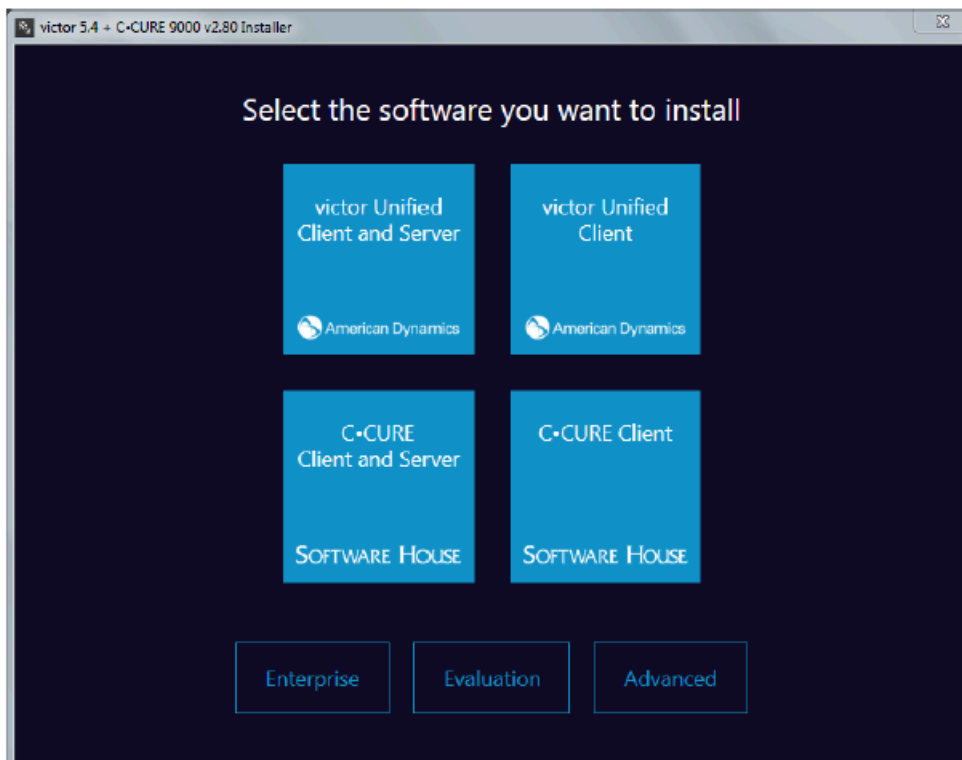 victor 5.4 + C•CURE 9000 v2.80 Installer
Select the software you want to install
victor Unified
Client and Server
American Dynamics
victor Unified
Client
American Dynamics
C•CURE
Client and Server
SOFTWARE HOUSE
C•CURE Client
SOFTWARE HOUSE
Enterprise
Evaluation
Advanced